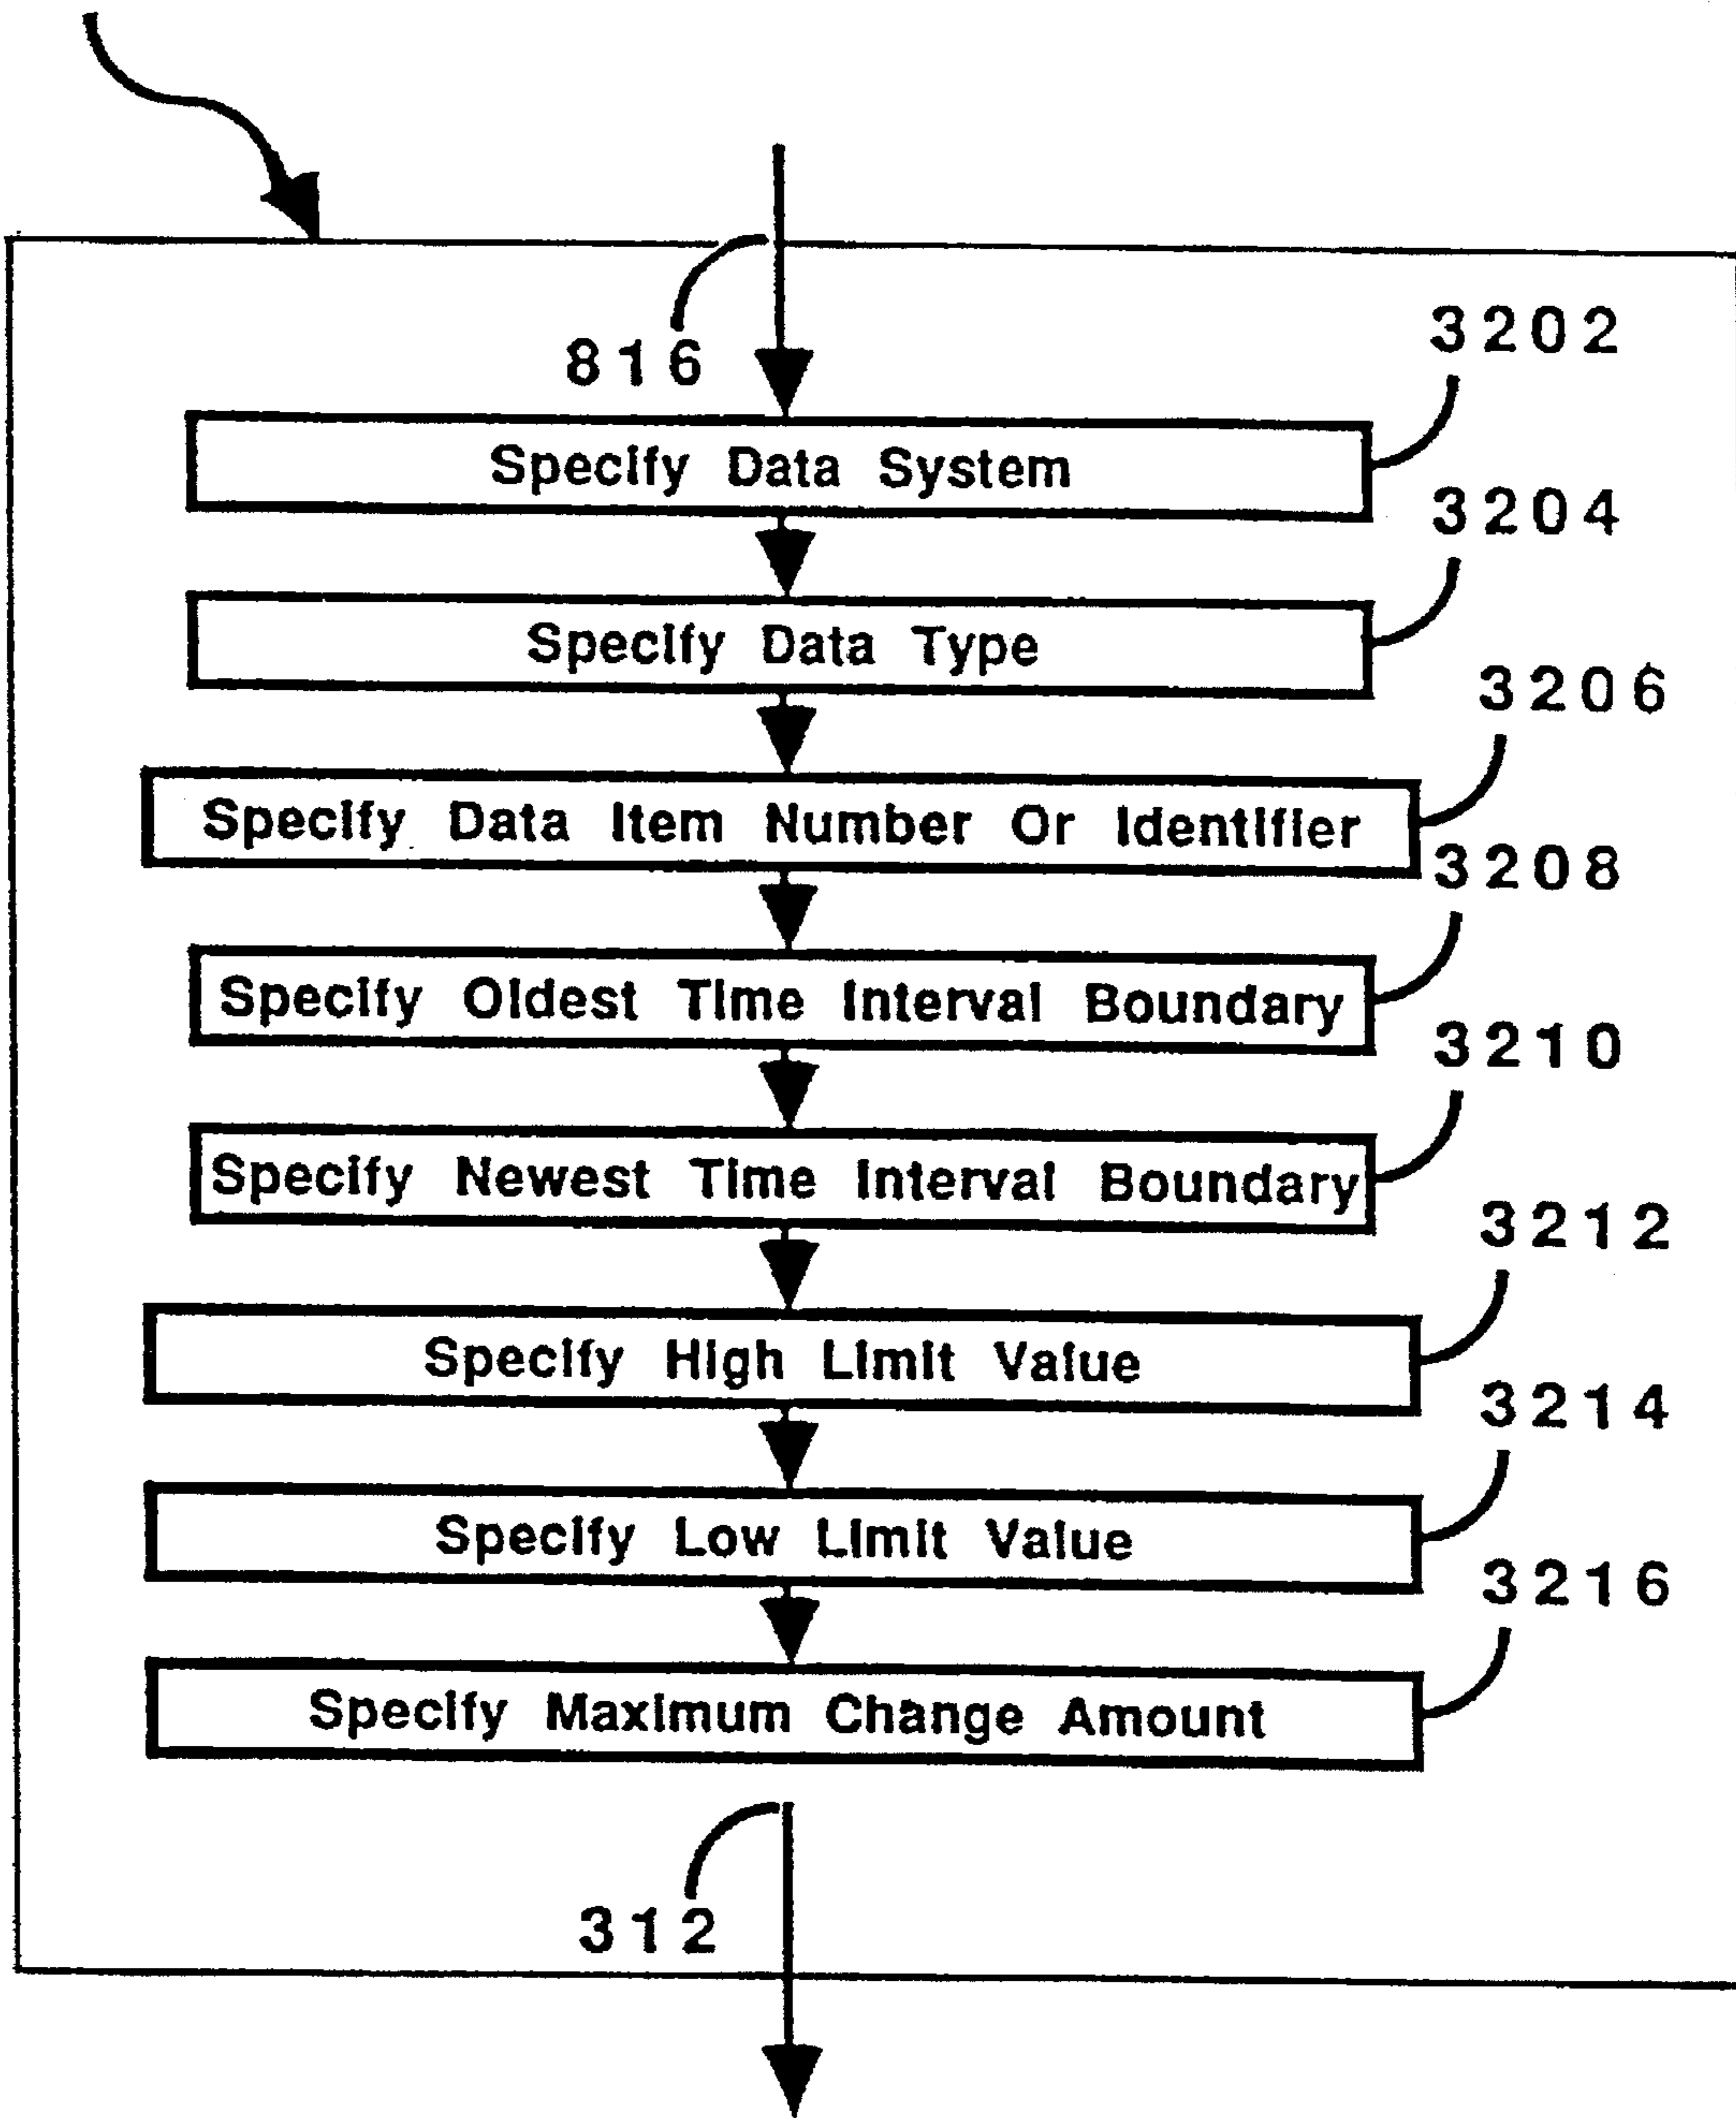 816
3202
Specify Data System
3204
Specify Data Type
3206
Specify Data Item Number Or Identifier
3208
Specify Oldest Time Interval Boundary
3210
Specify Newest Time Interval Boundary
3212
Specify High Limit Value
3214
Specify Low Limit Value
3216
Specify Maximum Change Amount
312